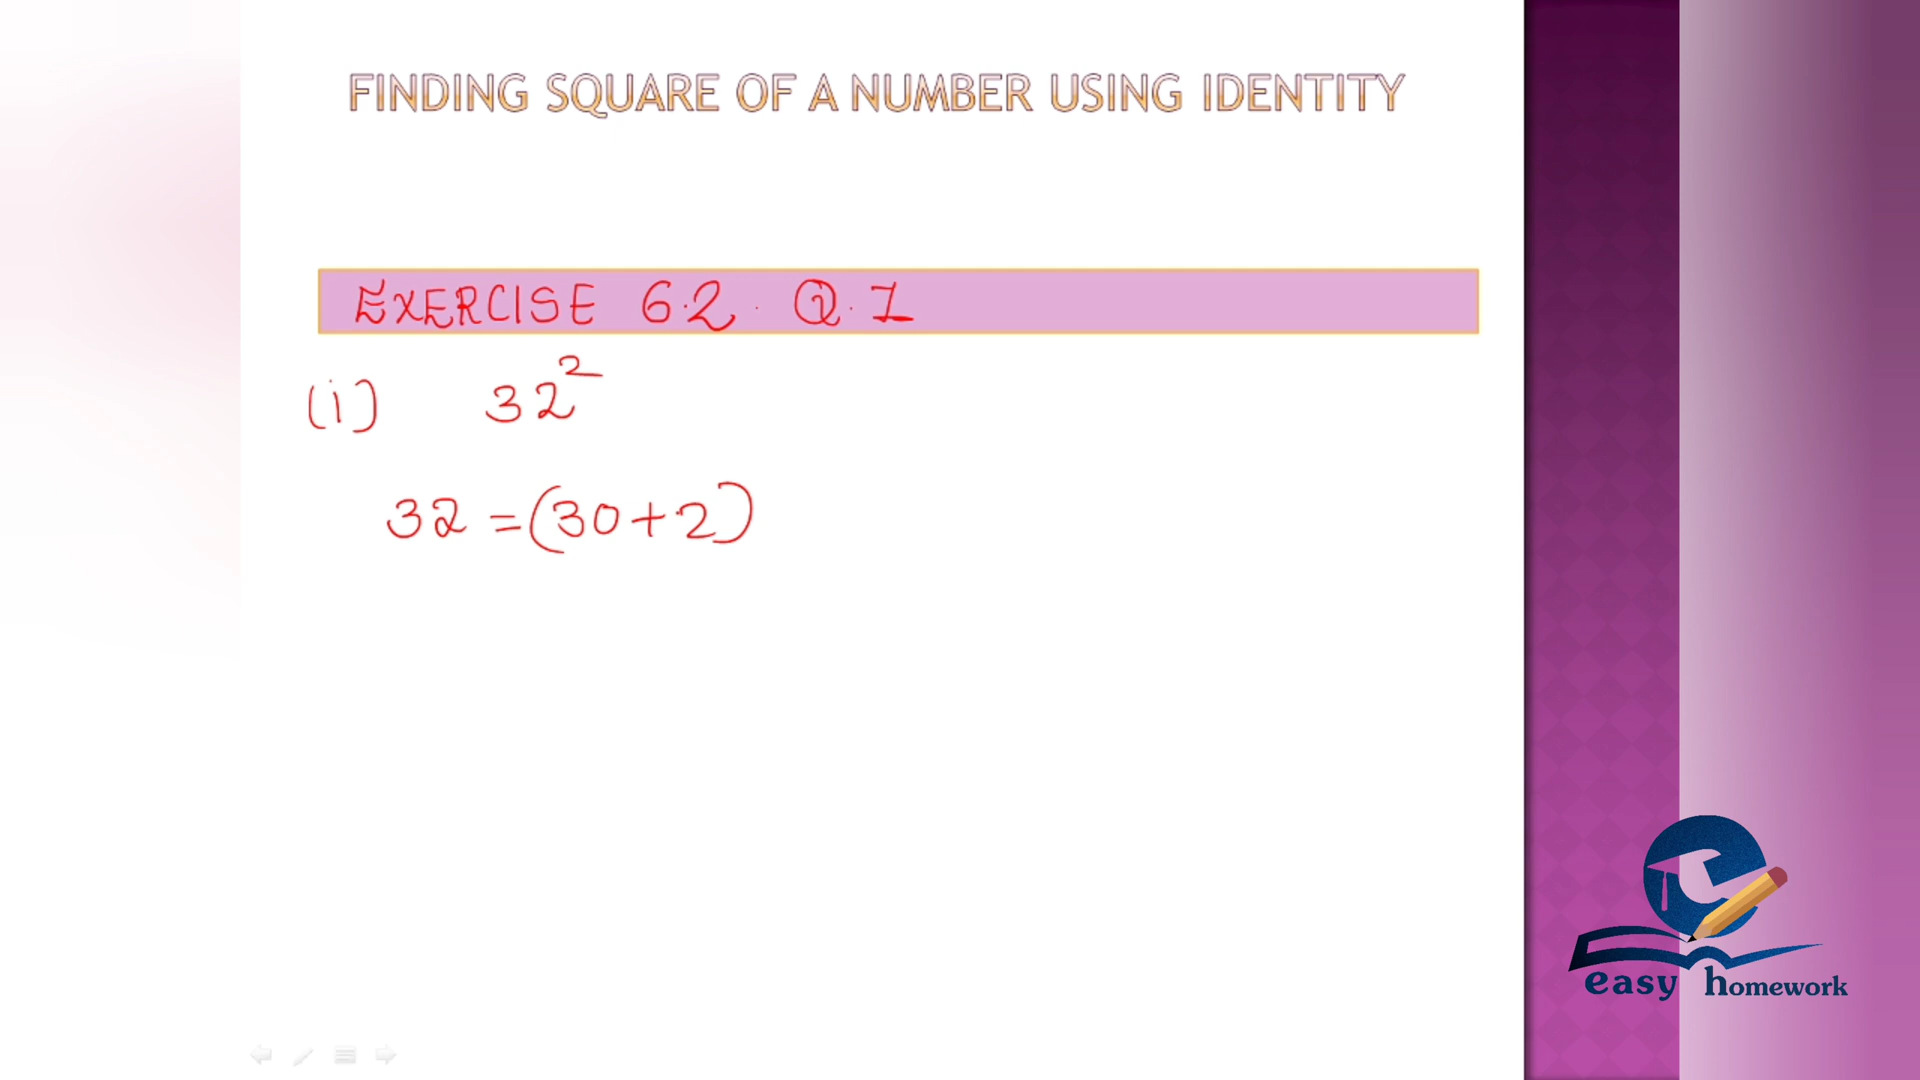 FINDING SQUARE OF A NUMBER USING IDENTITY
EXERCISE 6.2. Q.1
(i) 32²
32 = (30+2)
easy homework